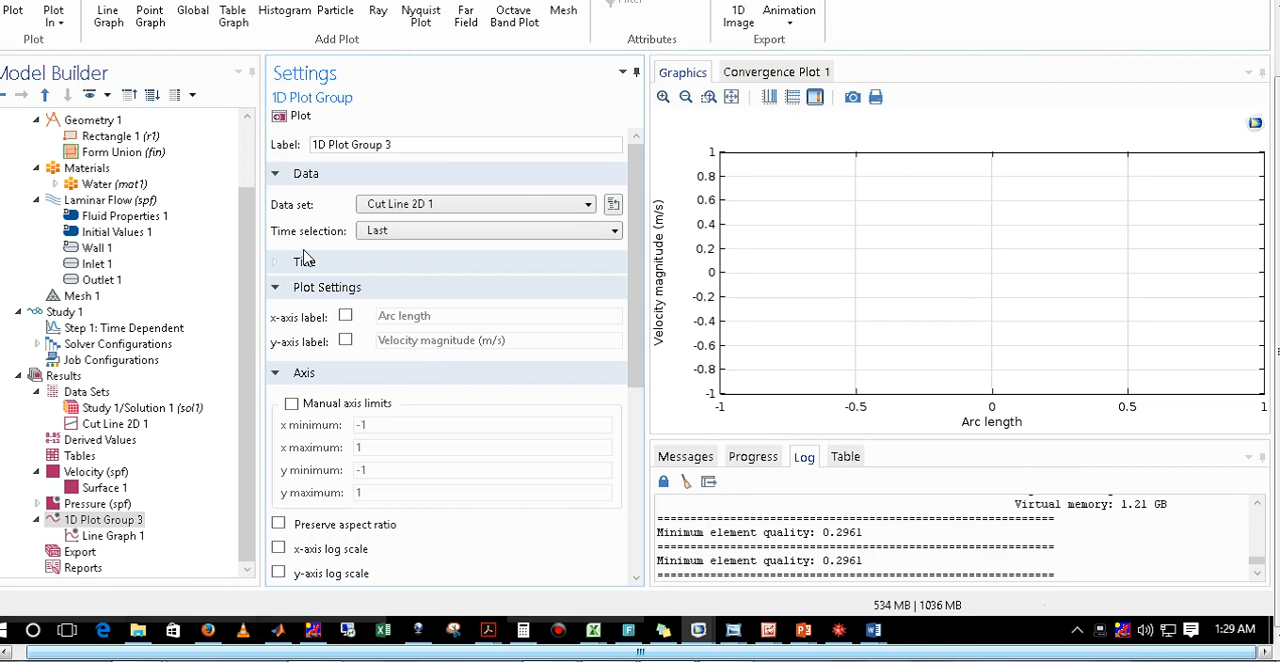 Plot
Plot
In
Line
Graph
Point
Graph
Global
Table
Graph
Histogram
Particle
Ray
Nyquist
Plot
Far
Field
Octave
Band Plot
Mesh
1D
Image
Animation
Plot
Add Plot
Attributes
Export
Model Builder
Geometry 1
Rectangle 1 (r1)
Form Union (fin)
Materials
Water (mat1)
Laminar Flow (spf)
Fluid Properties 1
Initial Values 1
Wall 1
Inlet 1
Outlet 1
Mesh 1
Study 1
Step 1: Time Dependent
Solver Configurations
Job Configurations
Results
Data Sets
Study 1/Solution 1 (sol1)
Cut Line 2D 1
Derived Values
Tables
Velocity (spf)
Surface 1
Pressure (spf)
1D Plot Group 3
Line Graph 1
Export
Reports
Settings
1D Plot Group
Plot
Label: 1D Plot Group 3
Data
Data set: Cut Line 2D 1
Time selection: Last
Plot Settings
x-axis label: Arc length
y-axis label: Velocity magnitude (m/s)
Axis
Manual axis limits
x minimum: -1
x maximum: 1
y minimum: -1
y maximum: 1
Preserve aspect ratio
x-axis log scale
y-axis log scale
Graphics
Convergence Plot 1
Velocity magnitude (m/s)
1
0.8
0.6
0.4
0.2
0
-0.2
-0.4
-0.6
-0.8
-1
-1 -0.5 0 0.5 1
Arc length
Messages Progress Log Table
Virtual memory: 1.21 GB
Minimum element quality: 0.2961
Minimum element quality: 0.2961
534 MB | 1036 MB
1:29 AM